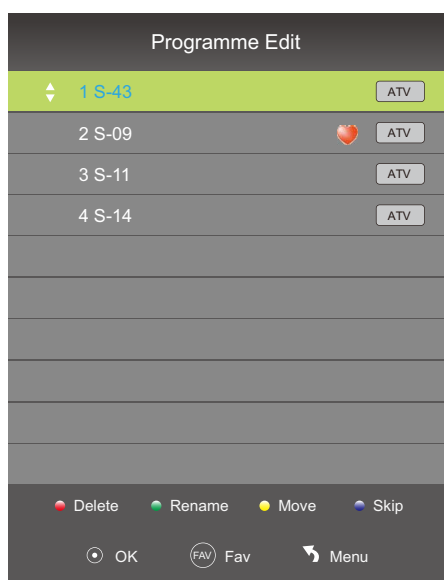 Programme Edit
1 S-43 ATV
2 S-09 ATV
3 S-11 ATV
4 S-14 ATV
Delete Rename Move Skip
OK FAV Fav Menu